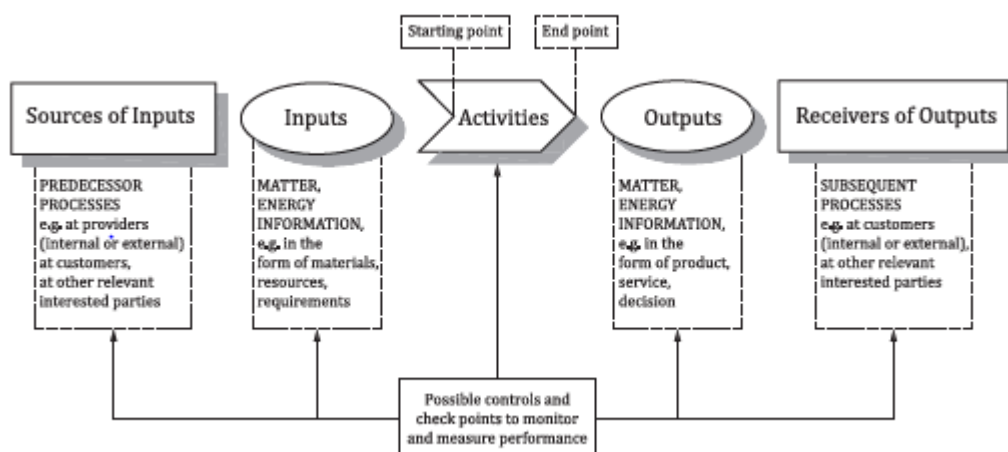 Starting point
End point
Sources of Inputs
Inputs
Activities
Outputs
Receivers of Outputs
PREDECESSOR
PROCESSES
e.g. at providers
(internal or external)
at customers,
at other relevant
interested parties
MATTER,
ENERGY
INFORMATION,
e.g. in the
form of materials,
resources,
requirements
MATTER,
ENERGY
INFORMATION,
e.g. in the
form of product,
service,
decision
SUBSEQUENT
PROCESSES
e.g. at customers
(internal or external),
at other relevant
interested parties
Possible controls and
check points to monitor
and measure performance